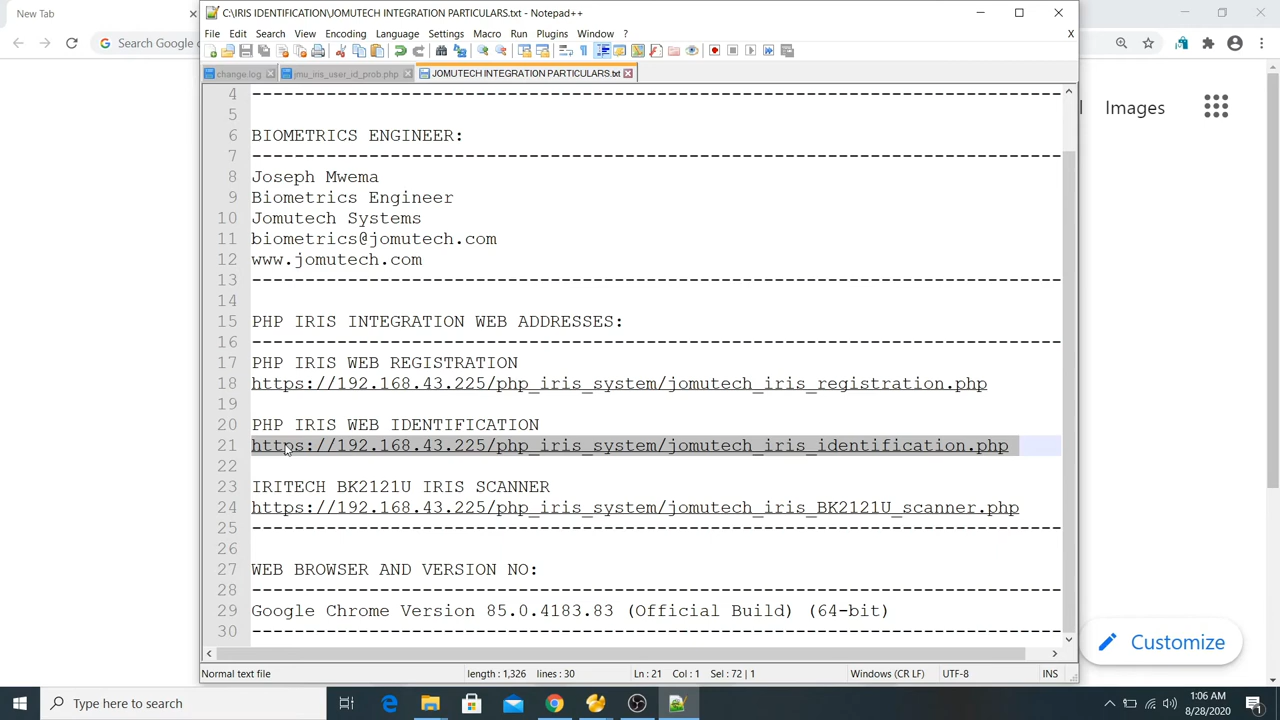 New Tab
C:\IRIS IDENTIFICATION\JOMUTECH INTEGRATION PARTICULARS.txt - Notepad++
File Edit Search View Encoding Language Settings Macro Run Plugins Window ? X
Search Goog
change.log jmu_iris_user_id_prob.php JOMUTECH INTEGRATION PARTICULARS.txt
Images
4 ----------------------------------------------------------------------------
5
6 BIOMETRICS ENGINEER:
7 ----------------------------------------------------------------------------
8 Joseph Mwema
9 Biometrics Engineer
10 Jomutech Systems
11 biometrics@jomutech.com
12 www.jomutech.com
13 ----------------------------------------------------------------------------
14
15 PHP IRIS INTEGRATION WEB ADDRESSES:
16 ----------------------------------------------------------------------------
17 PHP IRIS WEB REGISTRATION
18 https://192.168.43.225/php_iris_system/jomutech_iris_registration.php
19
20 PHP IRIS WEB IDENTIFICATION
21 https://192.168.43.225/php_iris_system/jomutech_iris_identification.php
22
23 IRITECH BK2121U IRIS SCANNER
24 https://192.168.43.225/php_iris_system/jomutech_iris_BK2121U_scanner.php
25 ----------------------------------------------------------------------------
26
27 WEB BROWSER AND VERSION NO:
28 ----------------------------------------------------------------------------
29 Google Chrome Version 85.0.4183.83 (Official Build) (64-bit)
30 ----------------------------------------------------------------------------
Customize
Normal text file length : 1,326 lines : 30 Ln : 21 Col : 1 Sel : 72 | 1 Windows (CR LF) UTF-8 INS
Type here to search
1:06 AM
8/28/2020
1